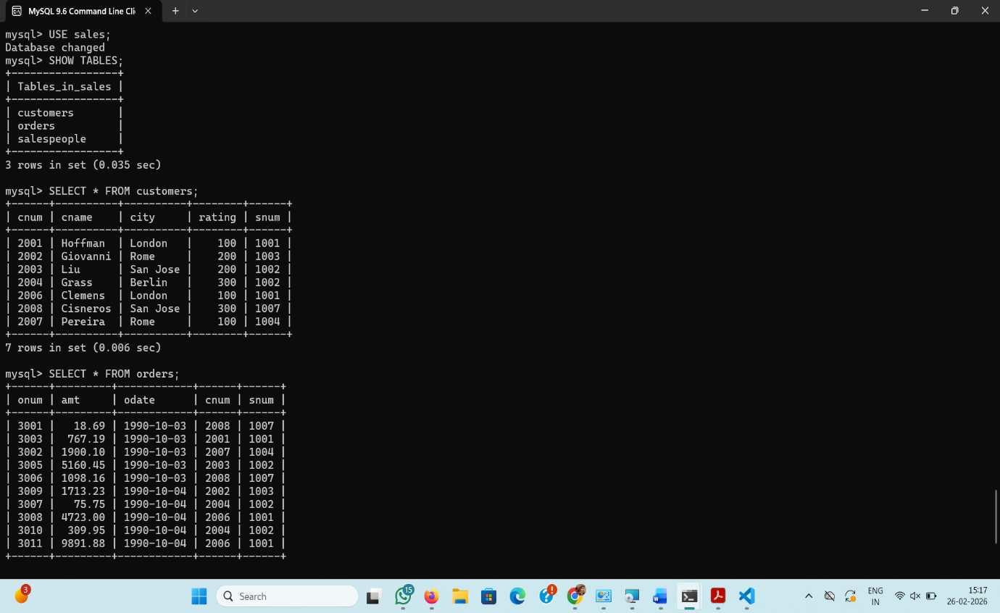 MySQL 9.6 Command Line Cli
mysql> USE sales;
Database changed
mysql> SHOW TABLES;
+-----------------+
| Tables_in_sales |
+-----------------+
| customers       |
| orders          |
| salespeople     |
+-----------------+
3 rows in set (0.035 sec)
mysql> SELECT * FROM customers;
+------+----------+----------+--------+------+
| cnum | cname    | city     | rating | snum |
+------+----------+----------+--------+------+
| 2001 | Hoffman  | London   |    100 | 1001 |
| 2002 | Giovanni | Rome     |    200 | 1003 |
| 2003 | Liu      | San Jose |    200 | 1002 |
| 2004 | Grass    | Berlin   |    300 | 1002 |
| 2006 | Clemens  | London   |    100 | 1001 |
| 2008 | Cisneros | San Jose |    300 | 1007 |
| 2007 | Pereira  | Rome     |    100 | 1004 |
+------+----------+----------+--------+------+
7 rows in set (0.006 sec)
mysql> SELECT * FROM orders;
+------+---------+------------+------+------+
| onum | amt     | odate      | cnum | snum |
+------+---------+------------+------+------+
| 3001 |   18.69 | 1990-10-03 | 2008 | 1007 |
| 3003 |  767.19 | 1990-10-03 | 2001 | 1001 |
| 3002 | 1900.10 | 1990-10-03 | 2007 | 1004 |
| 3005 | 5160.45 | 1990-10-03 | 2003 | 1002 |
| 3006 | 1098.16 | 1990-10-03 | 2008 | 1007 |
| 3009 | 1713.23 | 1990-10-04 | 2002 | 1003 |
| 3007 |   75.75 | 1990-10-04 | 2004 | 1002 |
| 3008 | 4723.00 | 1990-10-04 | 2006 | 1001 |
| 3010 |  309.95 | 1990-10-04 | 2004 | 1002 |
| 3011 | 9891.88 | 1990-10-04 | 2006 | 1001 |
+------+---------+------------+------+------+
3
Search
15
ENG
IN
15:17
26-02-2026